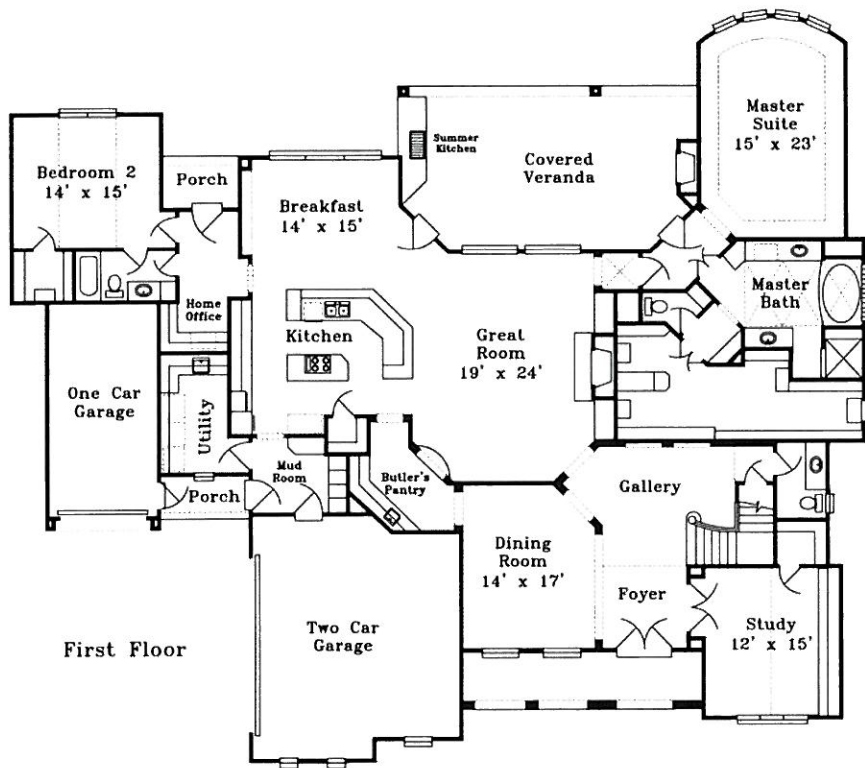 Master
Suite
15' x 23'
Summer
Kitchen
Covered
Veranda
Bedroom 2
14' x 15'
Porch
Breakfast
14' x 15'
Master
Bath
Home
Office
Kitchen
Great
Room
19' x 24'
One Car
Garage
Utility
Mud
Room
Butler's
Pantry
Gallery
Porch
Dining
Room
14' x 17'
Foyer
Two Car
Garage
Study
12' x 15'
First Floor